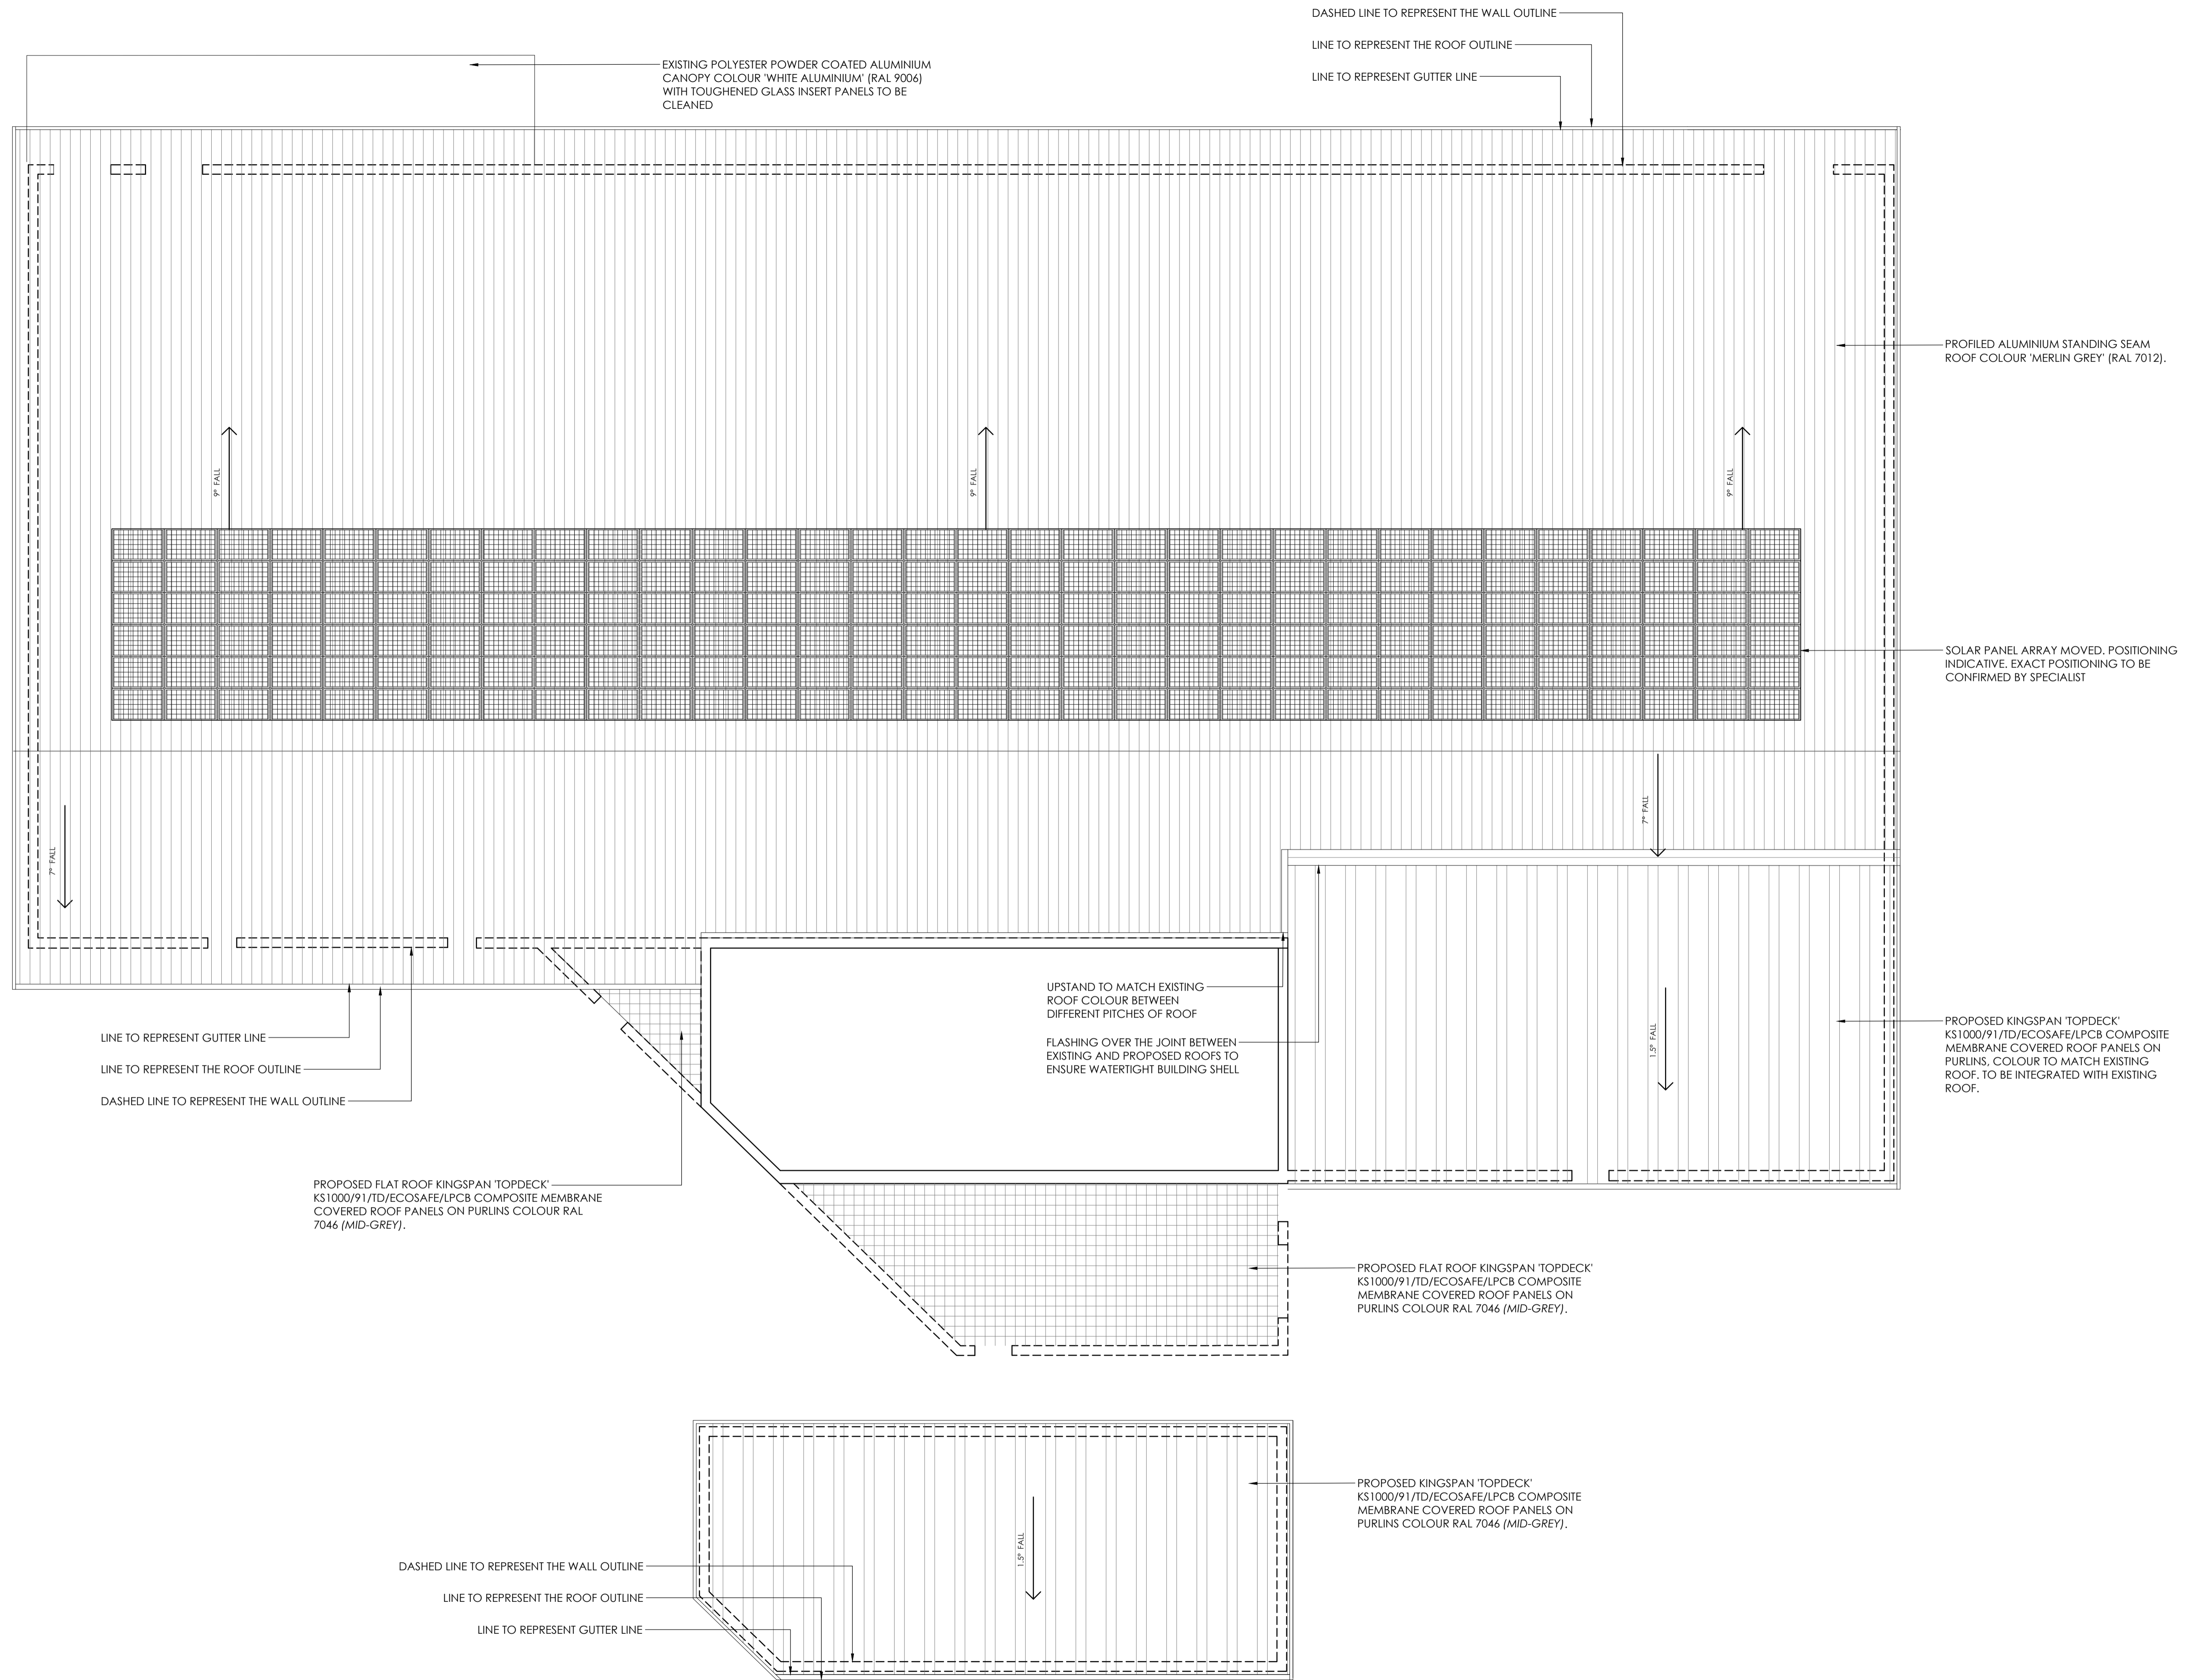 DASHED LINE TO REPRESENT THE WALL OUTLINE
LINE TO REPRESENT THE ROOF OUTLINE
LINE TO REPRESENT GUTTER LINE
EXISTING POLYESTER POWDER COATED ALUMINIUM
CANOPY COLOUR 'WHITE ALUMINIUM' (RAL 9006)
WITH TOUGHENED GLASS INSERT PANELS TO BE
CLEANED
PROFILED ALUMINIUM STANDING SEAM
ROOF COLOUR 'MERLIN GREY' (RAL 7012).
9° FALL
9° FALL
9° FALL
SOLAR PANEL ARRAY MOVED. POSITIONING
INDICATIVE. EXACT POSITIONING TO BE
CONFIRMED BY SPECIALIST
7° FALL
7° FALL
UPSTAND TO MATCH EXISTING
ROOF COLOUR BETWEEN
DIFFERENT PITCHES OF ROOF
FLASHING OVER THE JOINT BETWEEN
EXISTING AND PROPOSED ROOFS TO
ENSURE WATERTIGHT BUILDING SHELL
1.5° FALL
PROPOSED KINGSPAN 'TOPDECK'
KS1000/91/TD/ECOSAFE/LPCB COMPOSITE
MEMBRANE COVERED ROOF PANELS ON
PURLINS, COLOUR TO MATCH EXISTING
ROOF. TO BE INTEGRATED WITH EXISTING
ROOF.
LINE TO REPRESENT GUTTER LINE
LINE TO REPRESENT THE ROOF OUTLINE
DASHED LINE TO REPRESENT THE WALL OUTLINE
PROPOSED FLAT ROOF KINGSPAN 'TOPDECK'
KS1000/91/TD/ECOSAFE/LPCB COMPOSITE MEMBRANE
COVERED ROOF PANELS ON PURLINS COLOUR RAL
7046 (MID-GREY).
PROPOSED FLAT ROOF KINGSPAN 'TOPDECK'
KS1000/91/TD/ECOSAFE/LPCB COMPOSITE
MEMBRANE COVERED ROOF PANELS ON
PURLINS COLOUR RAL 7046 (MID-GREY).
PROPOSED KINGSPAN 'TOPDECK'
KS1000/91/TD/ECOSAFE/LPCB COMPOSITE
MEMBRANE COVERED ROOF PANELS ON
PURLINS COLOUR RAL 7046 (MID-GREY).
1.5° FALL
DASHED LINE TO REPRESENT THE WALL OUTLINE
LINE TO REPRESENT THE ROOF OUTLINE
LINE TO REPRESENT GUTTER LINE